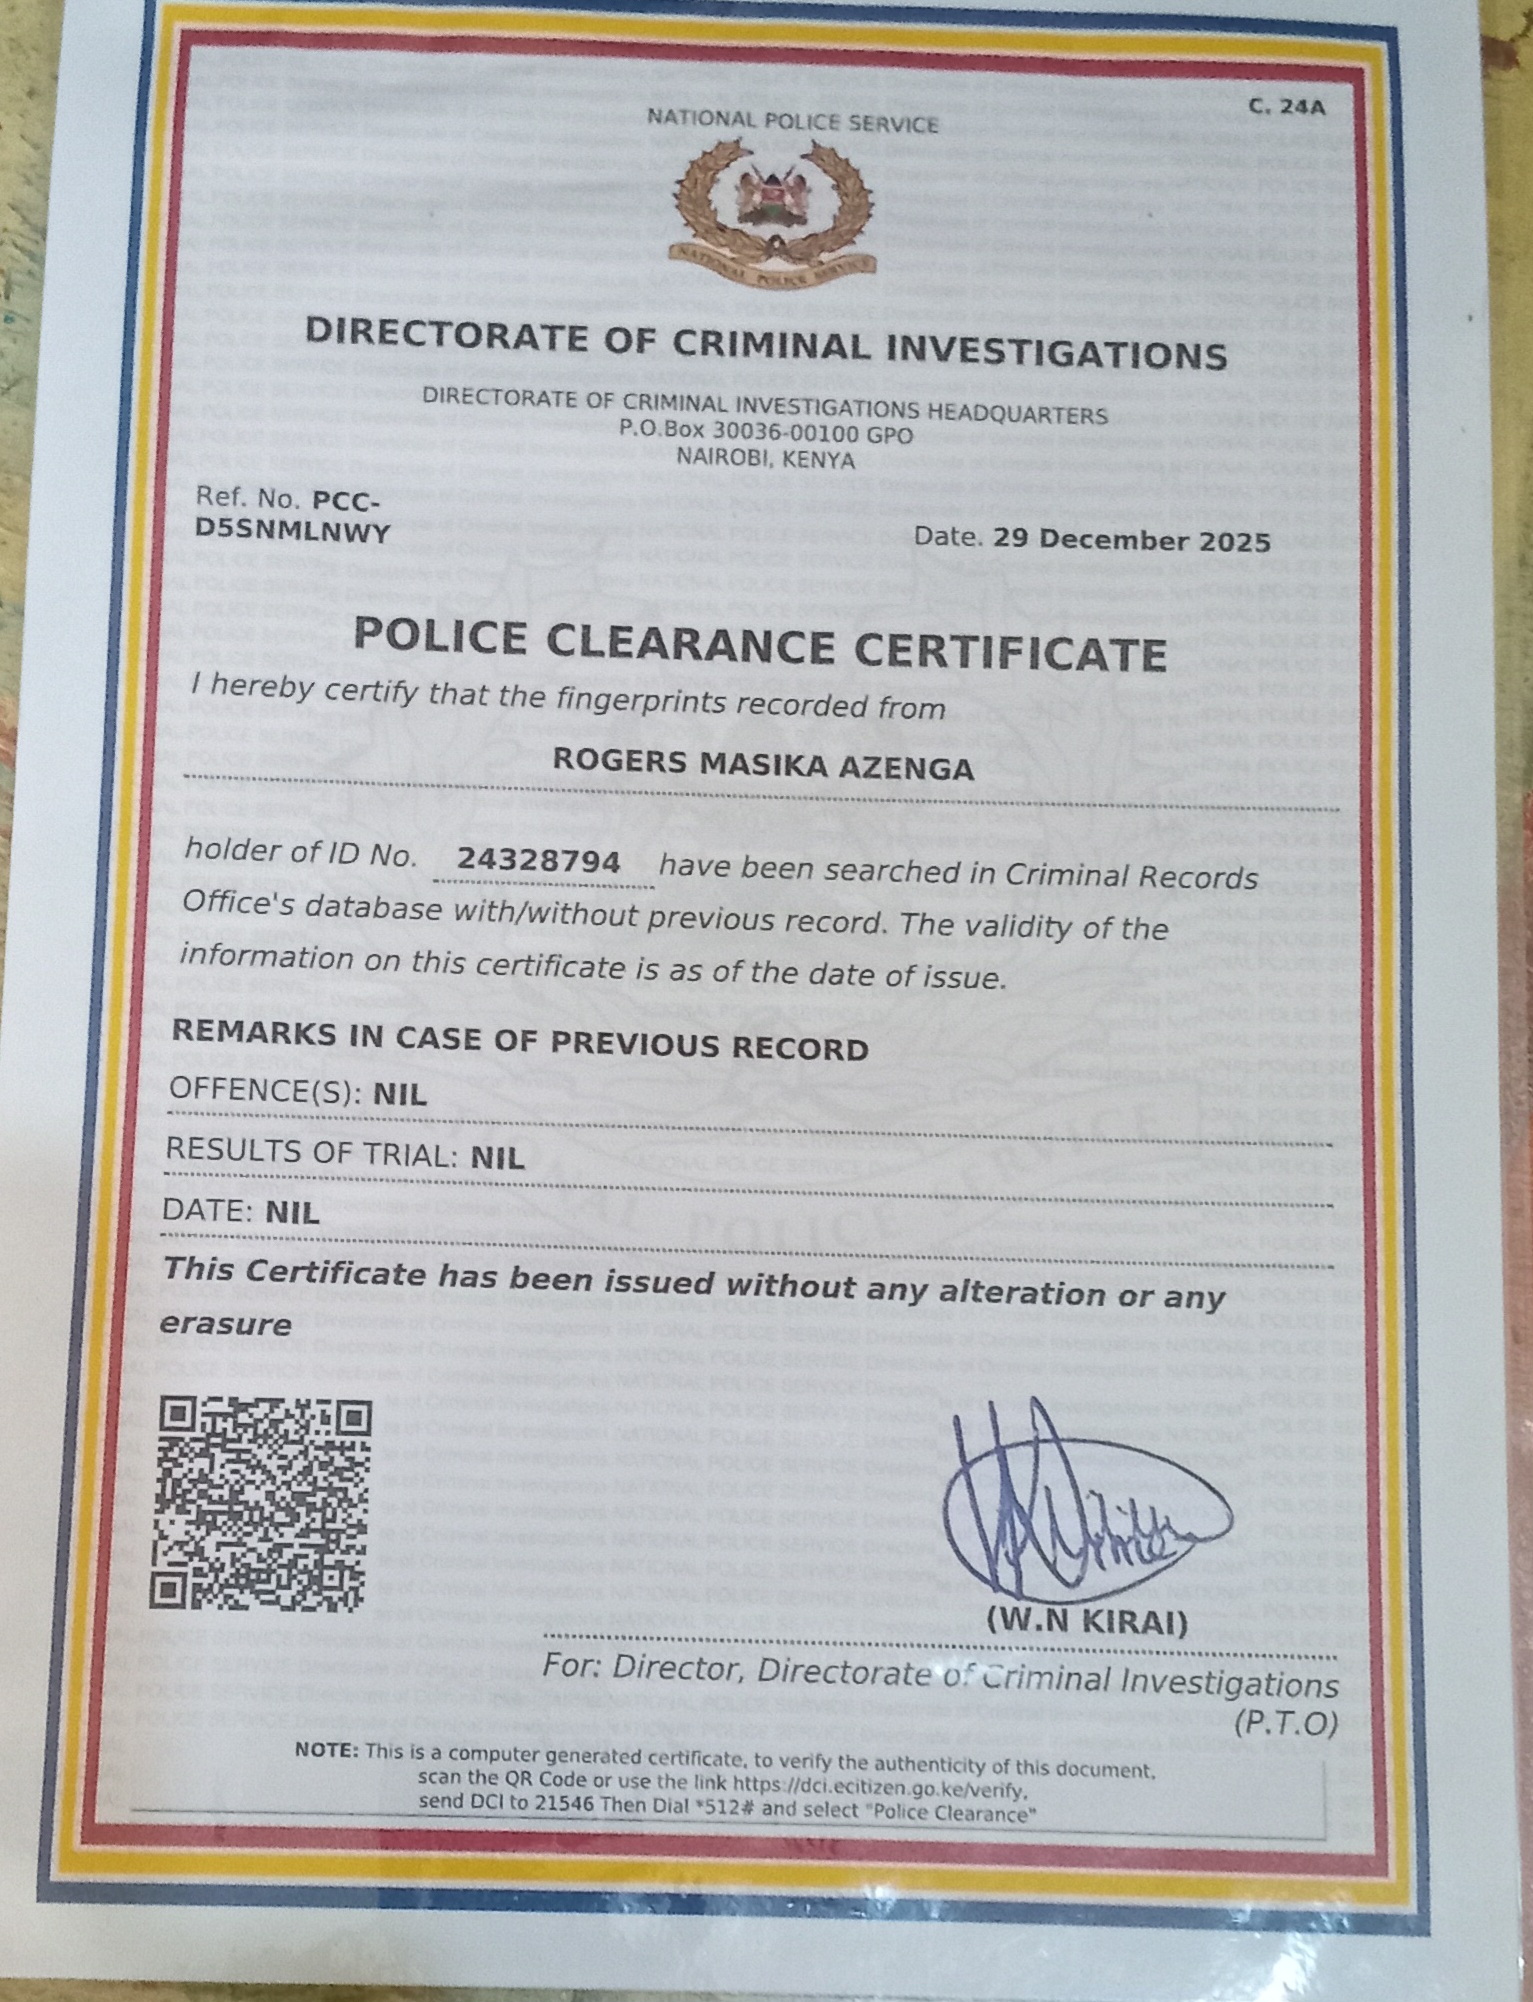 C. 24A
NATIONAL POLICE SERVICE
NATIONAL POLICE SERVICE
DIRECTORATE OF CRIMINAL INVESTIGATIONS
DIRECTORATE OF CRIMINAL INVESTIGATIONS HEADQUARTERS
P.O.Box 30036-00100 GPO
NAIROBI, KENYA
Ref. No. PCC-
D5SNMLNWY
Date. 29 December 2025
POLICE CLEARANCE CERTIFICATE
I hereby certify that the fingerprints recorded from
ROGERS MASIKA AZENGA
holder of ID No. 24328794 have been searched in Criminal Records
Office's database with/without previous record. The validity of the
information on this certificate is as of the date of issue.
REMARKS IN CASE OF PREVIOUS RECORD
OFFENCE(S): NIL
RESULTS OF TRIAL: NIL
DATE: NIL
This Certificate has been issued without any alteration or any
erasure
(W.N KIRAI)
For: Director, Directorate of Criminal Investigations
(P.T.O)
NOTE: This is a computer generated certificate, to verify the authenticity of this document,
scan the QR Code or use the link https://dci.ecitizen.go.ke/verify,
send DCI to 21546 Then Dial *512# and select "Police Clearance"